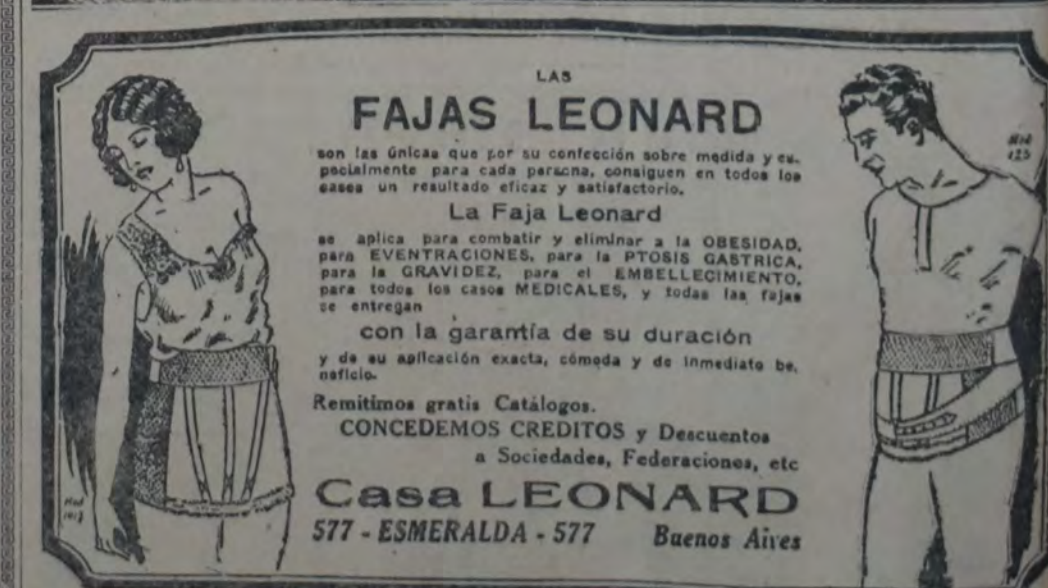 LAS
FAJAS LEONARD
son las únicas que por su confección sobre medida y es.
pecialmente para cada persona, consiguen en todos los
casos un resultado eficaz y satisfactorio.
La Faja Leonard
se aplica para combatir y eliminar a la OBESIDAD,
para EVENTRACIONES, para la PTOSIS GASTRICA,
para la GRAVIDEZ, para el EMBELLECIMIENTO,
para todos los casos MEDICALES, y todas las fajas
se entregan
con la garantía de su duración
y de su aplicación exacta, cómoda y de inmediato be.
neficio.
Remitimos gratis Catálogos.
CONCEDEMOS CREDITOS y Descuentos
a Sociedades, Federaciones, etc
Casa LEONARD
577 - ESMERALDA - 577 Buenos Aires
Mod
125
Mod